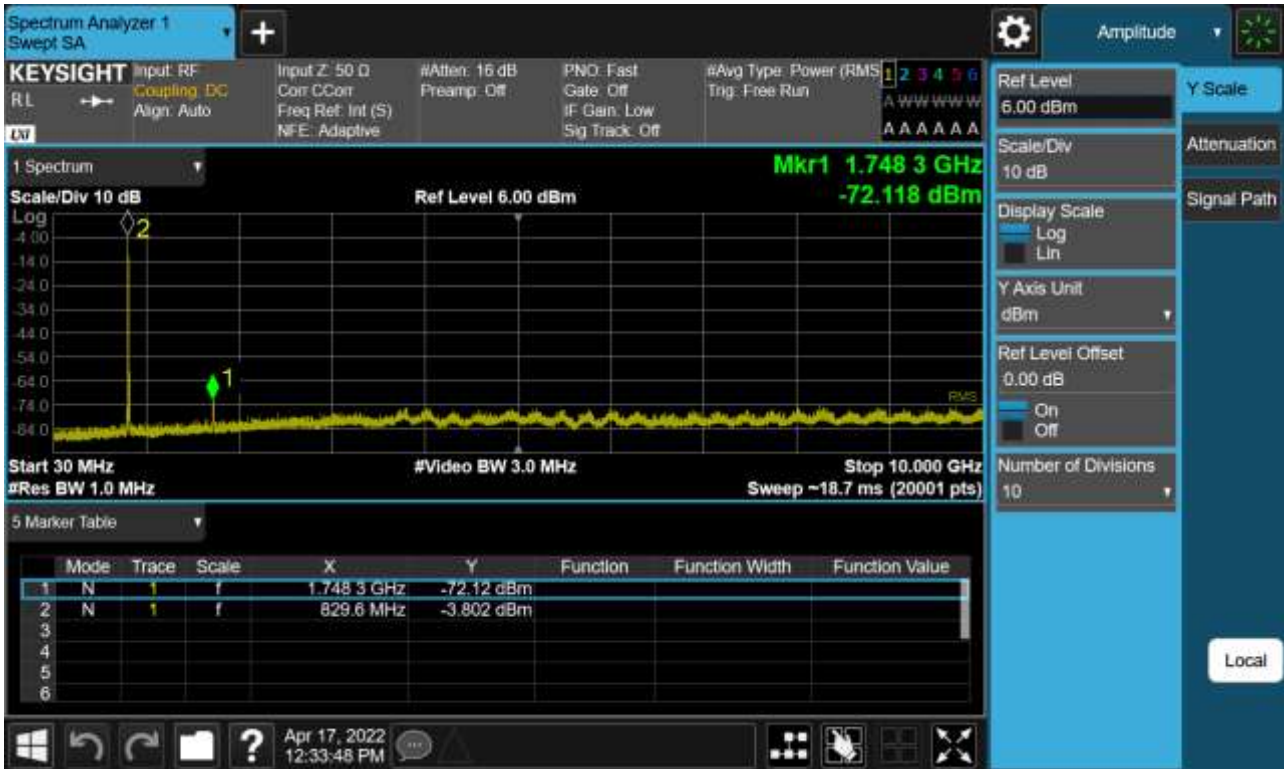 Spectrum Analyzer 1
Swept SA
+
Amplitude
KEYSIGHT
RL
LXI
Input: RF
Coupling: DC
Align: Auto
Input Z: 50 Ω
Corr CCorr
Freq Ref: Int (S)
NFE: Adaptive
#Atten: 16 dB
Preamp: Off
PNO: Fast
Gate: Off
IF Gain: Low
Sig Track: Off
#Avg Type: Power (RMS
Trig: Free Run
1 2 3 4 5 6
A W W W W W
A A A A A A
1 Spectrum
Scale/Div 10 dB
Ref Level 6.00 dBm
Mkr1 1.748 3 GHz
-72.118 dBm
Log
-4.00
-14.0
-24.0
-34.0
-44.0
-54.0
-64.0
-74.0
-84.0
2
1
RMS
Start 30 MHz
#Video BW 3.0 MHz
Stop 10.000 GHz
#Res BW 1.0 MHz
Sweep ~18.7 ms (20001 pts)
5 Marker Table
Mode Trace Scale X Y Function Function Width Function Value
1 N 1 f 1.748 3 GHz -72.12 dBm
2 N 1 f 829.6 MHz -3.802 dBm
3
4
5
6
Ref Level
6.00 dBm
Scale/Div
10 dB
Display Scale
Log
Lin
Y Axis Unit
dBm
Ref Level Offset
0.00 dB
On
Off
Number of Divisions
10
Y Scale
Attenuation
Signal Path
Local
?
Apr 17, 2022
12:33:48 PM